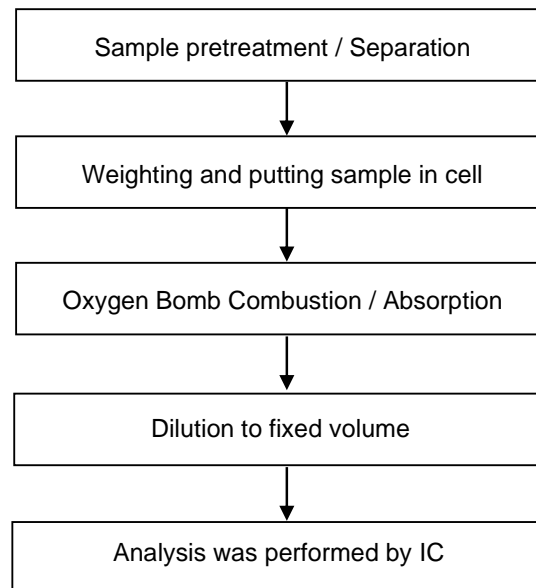 Sample pretreatment / Separation
Weighting and putting sample in cell
Oxygen Bomb Combustion / Absorption
Dilution to fixed volume
Analysis was performed by IC